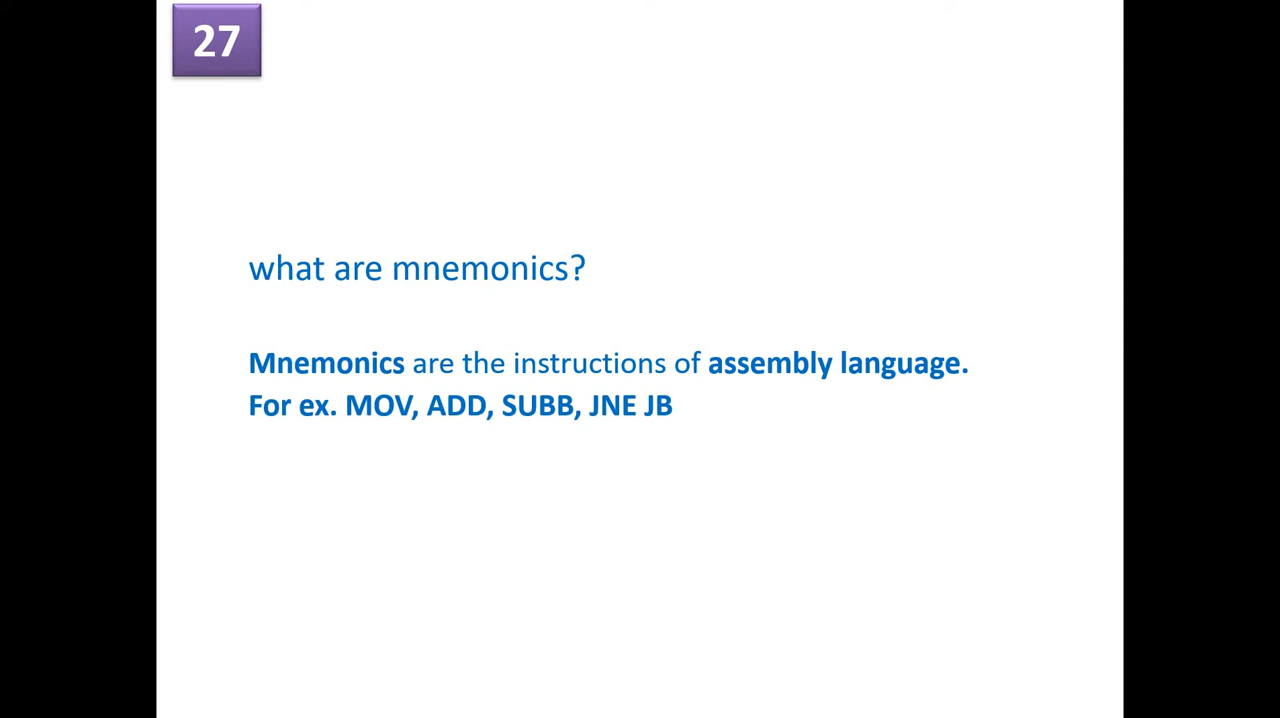 27
what are mnemonics?
Mnemonics are the instructions of assembly language.
For ex. MOV, ADD, SUBB, JNE JB